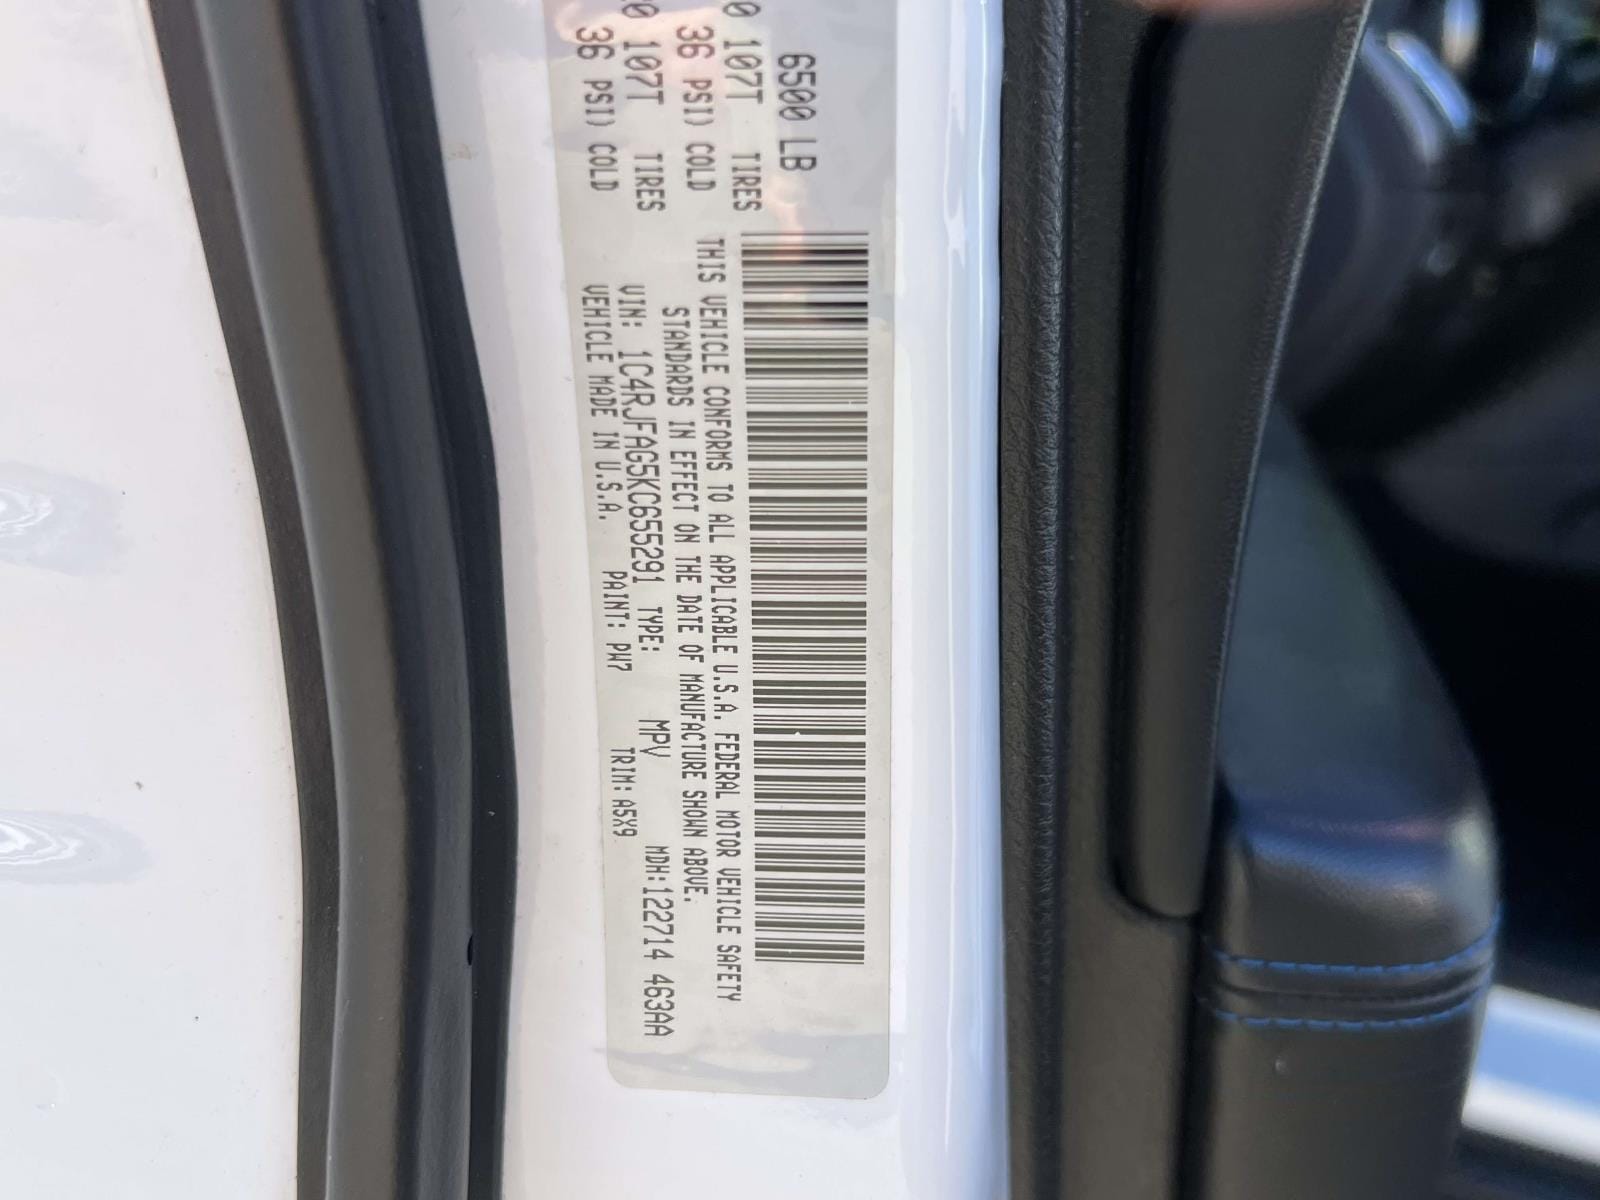 6500 LB
0 107T TIRES
36 PSI) COLD
20 107T TIRES
36 PSI) COLD
THIS VEHICLE CONFORMS TO ALL APPLICABLE U.S.A. FEDERAL MOTOR VEHICLE SAFETY
STANDARDS IN EFFECT ON THE DATE OF MANUFACTURE SHOWN ABOVE.
VIN: 1C4RJFAG5KC655291 TYPE: MPV MDH:122714 463AA
VEHICLE MADE IN U.S.A. PAINT: PW7 TRIM: A5X9